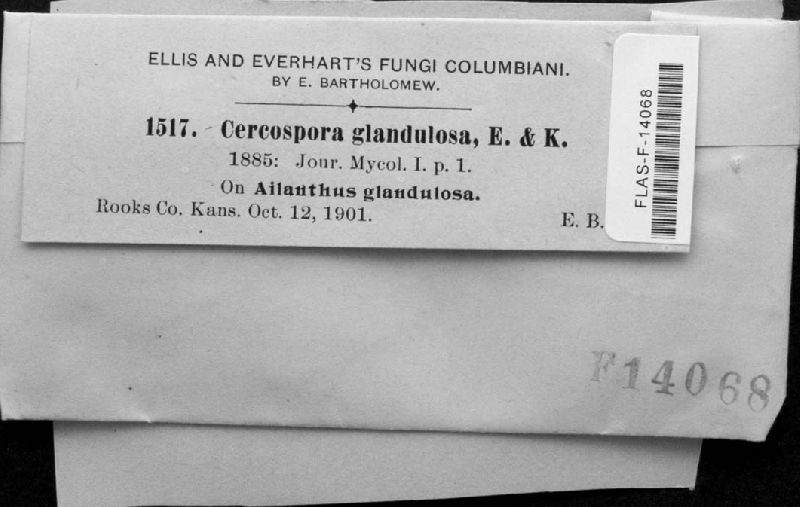 ELLIS AND EVERHART'S FUNGI COLUMBIANI.
BY E. BARTHOLOMEW.
1517. Cercospora glandulosa, E. & K.
1885: Jour. Mycol. I. p. 1.
On Ailanthus glandulosa.
Rooks Co. Kans. Oct. 12, 1901.
E. B.
FLAS-F-14068
F14068